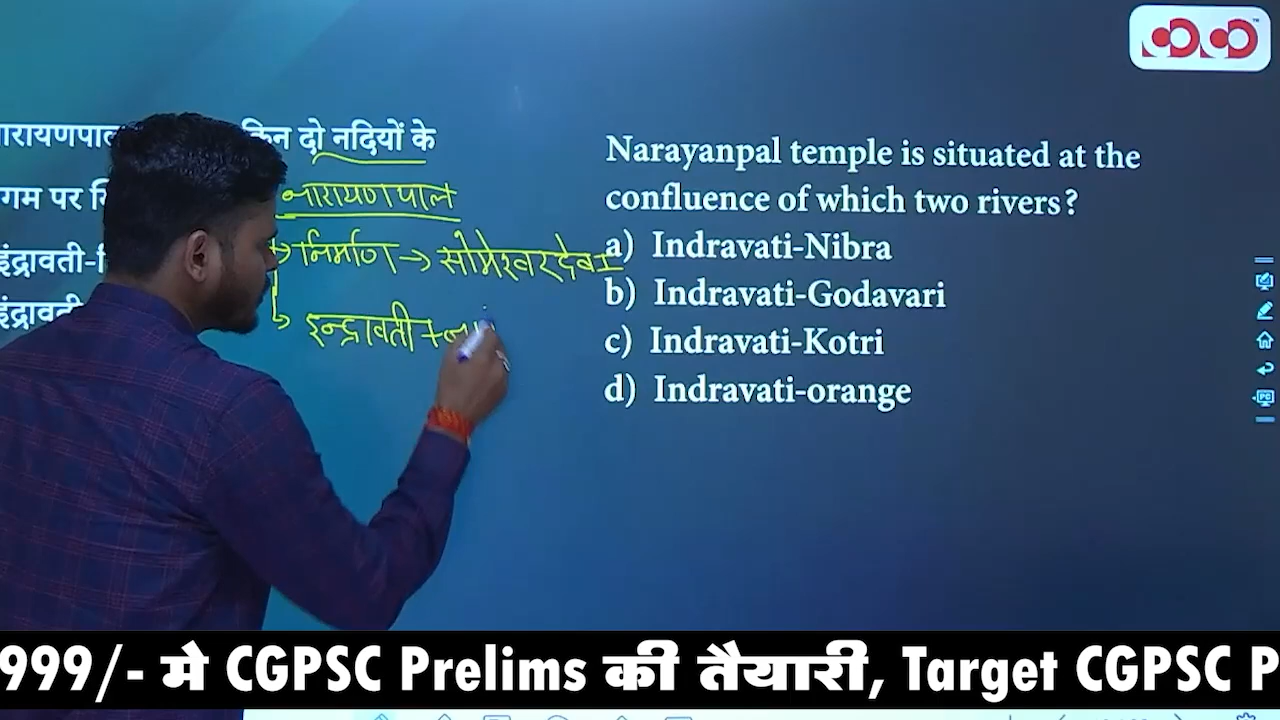 किन दो नदियों के
गम पर
इंद्रावती-
इंद्रावती
नारायणपाल
निर्माण → सोमेश्वरदेव I
इन्द्रावती +
Narayanpal temple is situated at the
confluence of which two rivers?
a) Indravati-Nibra
b) Indravati-Godavari
c) Indravati-Kotri
d) Indravati-orange
999/- मे CGPSC Prelims की तैयारी, Target CGPSC P